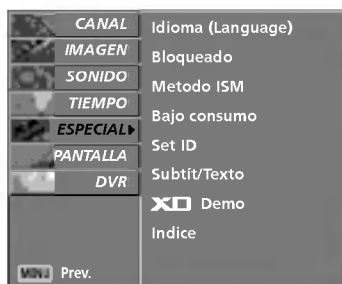 CANAL
IMAGEN
SONIDO
TIEMPO
ESPECIAL
PANTALLA
DVR
MENU Prev.
Idioma (Language)
Bloqueado
Metodo ISM
Bajo consumo
Set ID
Subtít/Texto
XD Demo
Indice